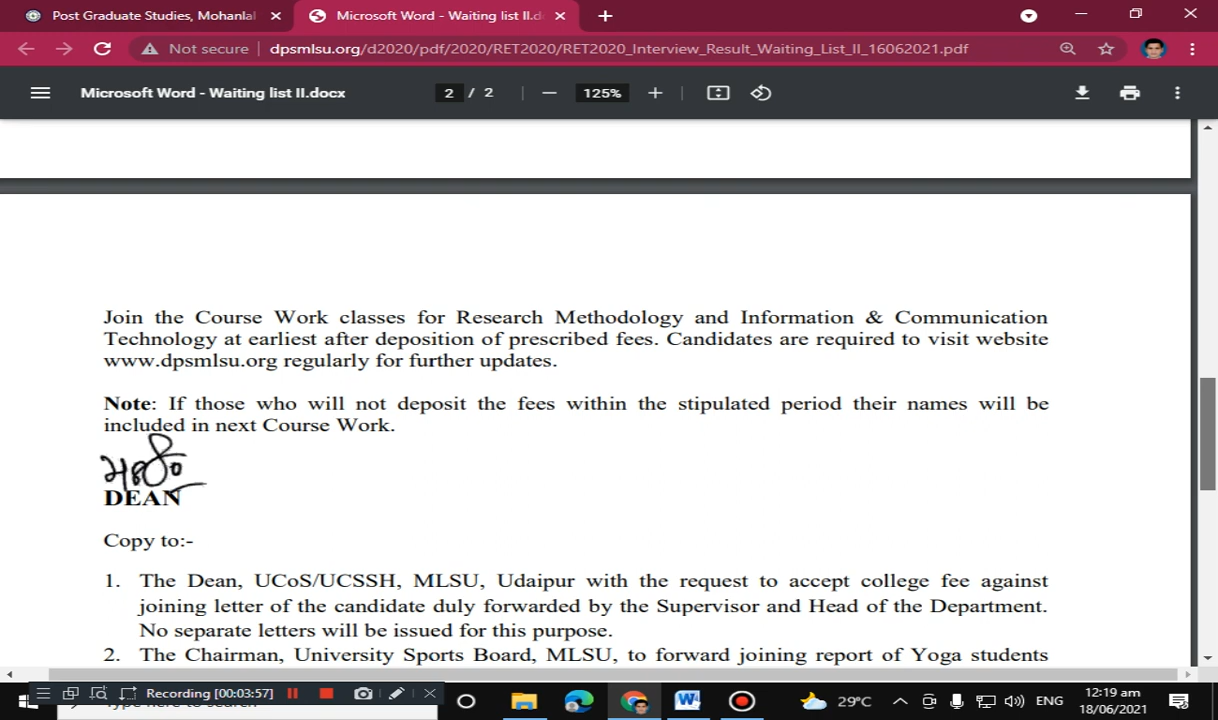 Post Graduate Studies, Mohanlal
Microsoft Word - Waiting list II.d
Not secure | dpsmlsu.org/d2020/pdf/2020/RET2020/RET2020_Interview_Result_Waiting_List_II_16062021.pdf
Microsoft Word - Waiting list II.docx 2 / 2 125%
Join the Course Work classes for Research Methodology and Information & Communication
Technology at earliest after deposition of prescribed fees. Candidates are required to visit website
www.dpsmlsu.org regularly for further updates.
Note: If those who will not deposit the fees within the stipulated period their names will be
included in next Course Work.
DEAN
Copy to:-
1. The Dean, UCoS/UCSSH, MLSU, Udaipur with the request to accept college fee against
joining letter of the candidate duly forwarded by the Supervisor and Head of the Department.
No separate letters will be issued for this purpose.
2. The Chairman, University Sports Board, MLSU, to forward joining report of Yoga students
Recording [00:03:57]
Type here to search
29°C ENG
12:19 am
18/06/2021